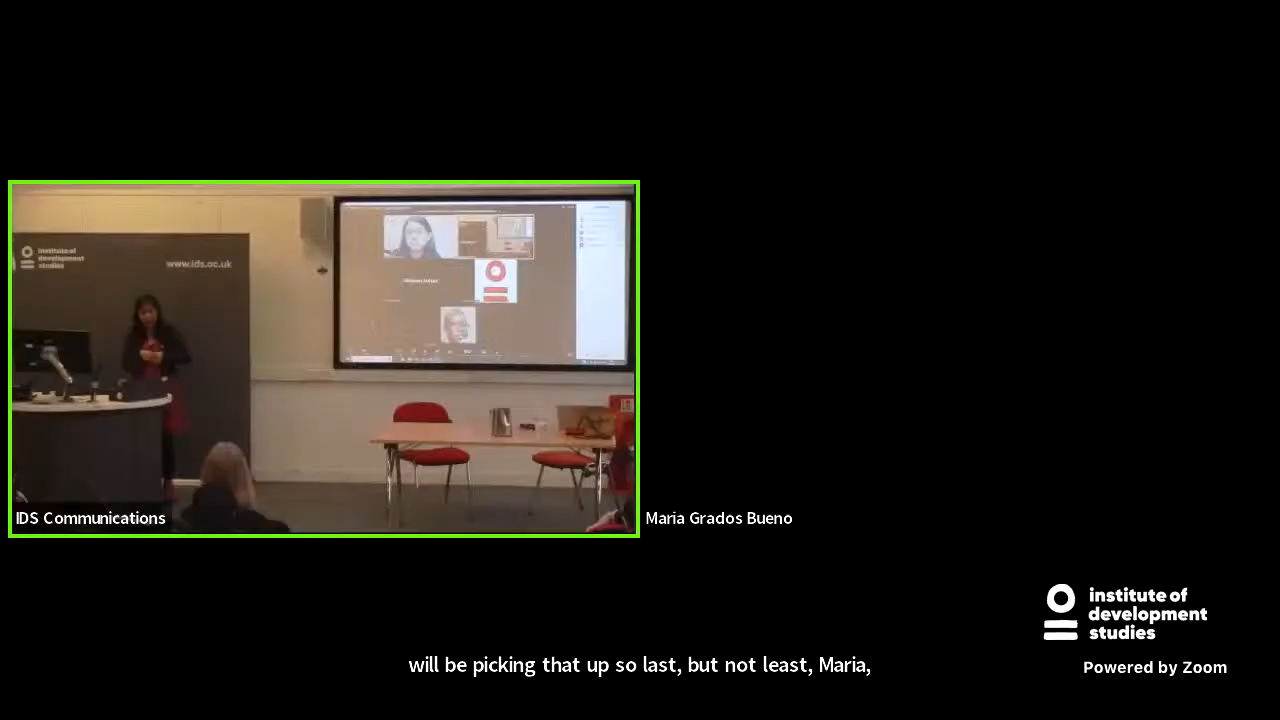 institute of
development
studies
www.ids.ac.uk
IDS Communications
Maria Grados Bueno
institute of
development
studies
Powered by Zoom
will be picking that up so last, but not least, Maria,